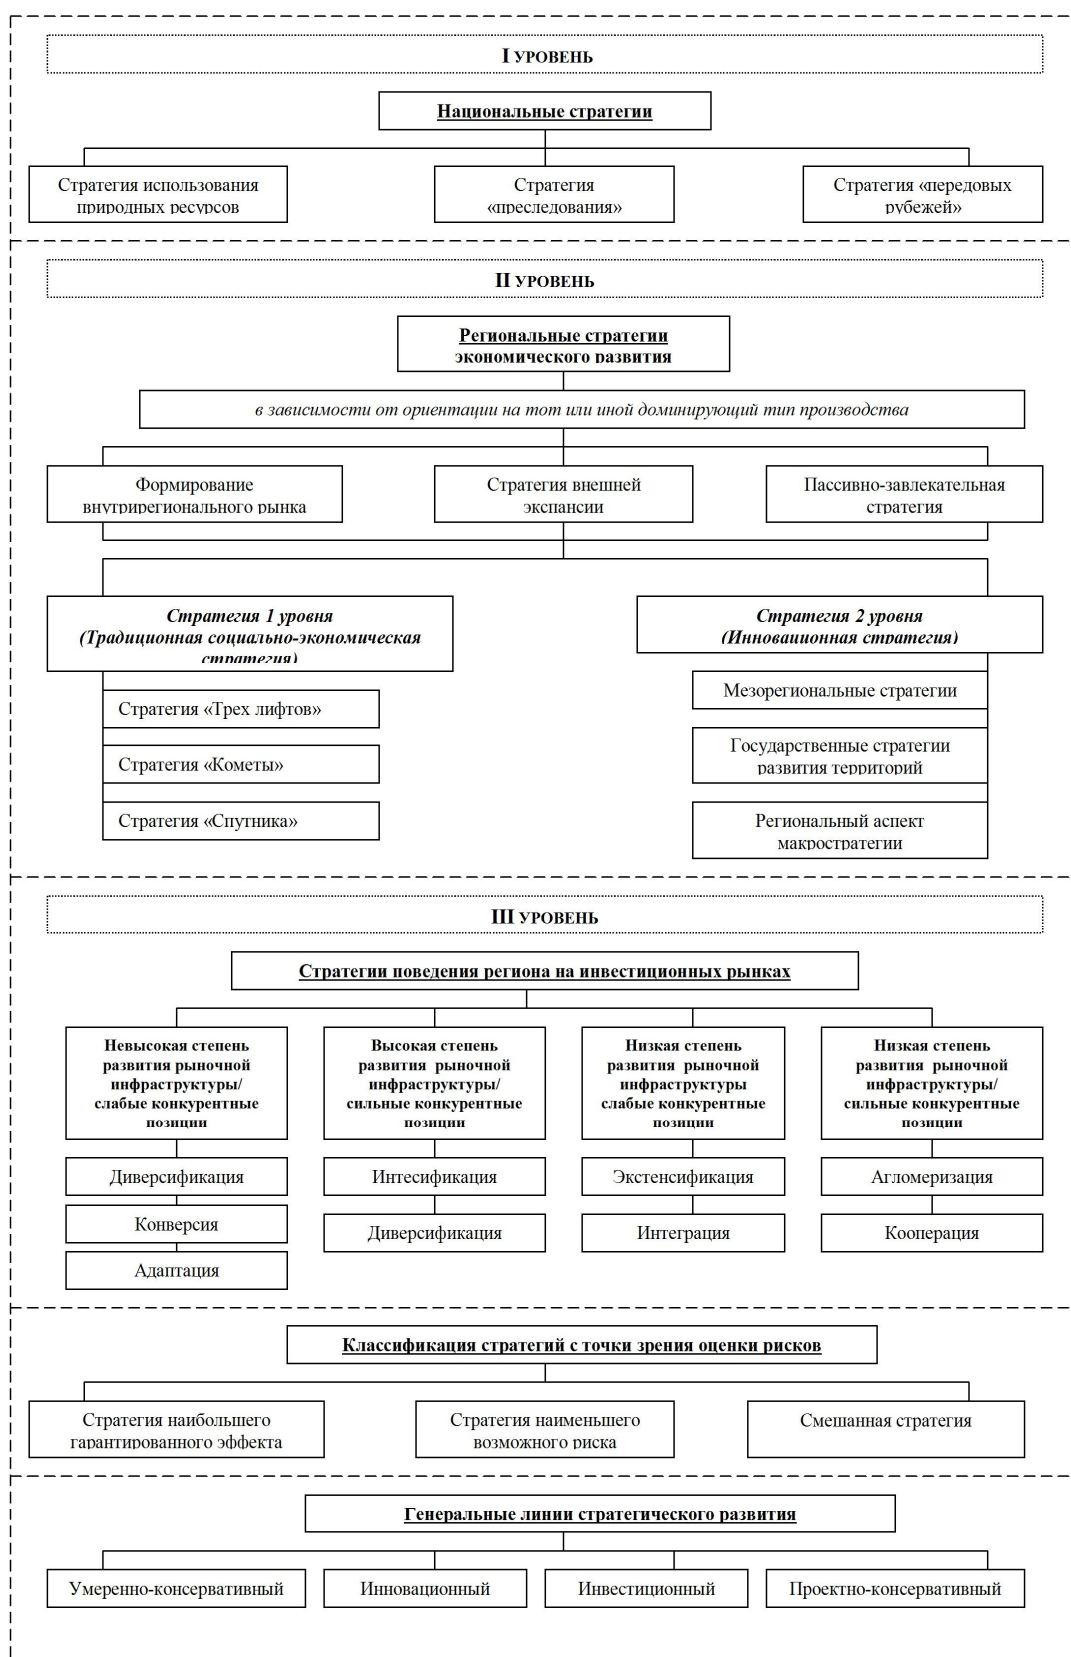 I УРОВЕНЬ
Национальные стратегии
Стратегия использования
природных ресурсов
Стратегия
«преследования»
Стратегия «передовых
рубежей»
II УРОВЕНЬ
Региональные стратегии
экономического развития
в зависимости от ориентации на тот или иной доминирующий тип производства
Формирование
внутрирегионального рынка
Стратегия внешней
экспансии
Пассивно-завлекательная
стратегия
Стратегия 1 уровня
(Традиционная социально-экономическая
стратегия)
Стратегия 2 уровня
(Инновационная стратегия)
Стратегия «Трех лифтов»
Стратегия «Кометы»
Стратегия «Спутника»
Мезорегиональные стратегии
Государственные стратегии
развития территорий
Региональный аспект
макростратегии
III УРОВЕНЬ
Стратегии поведения региона на инвестиционных рынках
Невысокая степень
развития рыночной
инфраструктуры/
слабые конкурентные
позиции
Диверсификация
Конверсия
Адаптация
Высокая степень
развития рыночной
инфраструктуры/
сильные конкурентные
позиции
Интесификация
Диверсификация
Низкая степень
развития рыночной
инфраструктуры
слабые конкурентные
позиции
Экстенсификация
Интеграция
Низкая степень
развития рыночной
инфраструктуры/
сильные конкурентные
позиции
Агломеризация
Кооперация
Классификация стратегий с точки зрения оценки рисков
Стратегия наибольшего
гарантированного эффекта
Стратегия наименьшего
возможного риска
Смешанная стратегия
Генеральные линии стратегического развития
Умеренно-консервативный
Инновационный
Инвестиционный
Проектно-консервативный